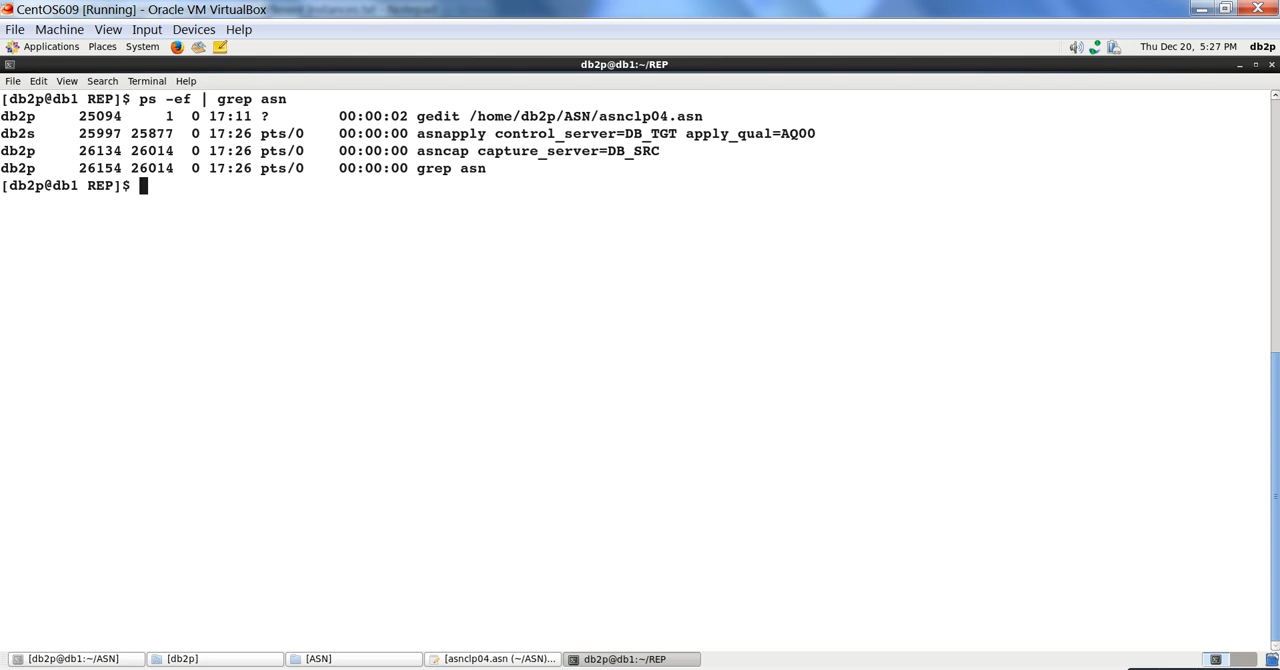 CentOS609 [Running] - Oracle VM VirtualBox
File Machine View Input Devices Help
Applications Places System Thu Dec 20, 5:27 PM db2p
db2p@db1:~/REP
File Edit View Search Terminal Help
[db2p@db1 REP]$ ps -ef | grep asn
db2p 25094 1 0 17:11 ? 00:00:02 gedit /home/db2p/ASN/asnclp04.asn
db2s 25997 25877 0 17:26 pts/0 00:00:00 asnapply control_server=DB_TGT apply_qual=AQ00
db2p 26134 26014 0 17:26 pts/0 00:00:00 asncap capture_server=DB_SRC
db2p 26154 26014 0 17:26 pts/0 00:00:00 grep asn
[db2p@db1 REP]$
[db2p@db1:~/ASN] [db2p] [ASN] [asnclp04.asn (~/ASN)... db2p@db1:~/REP